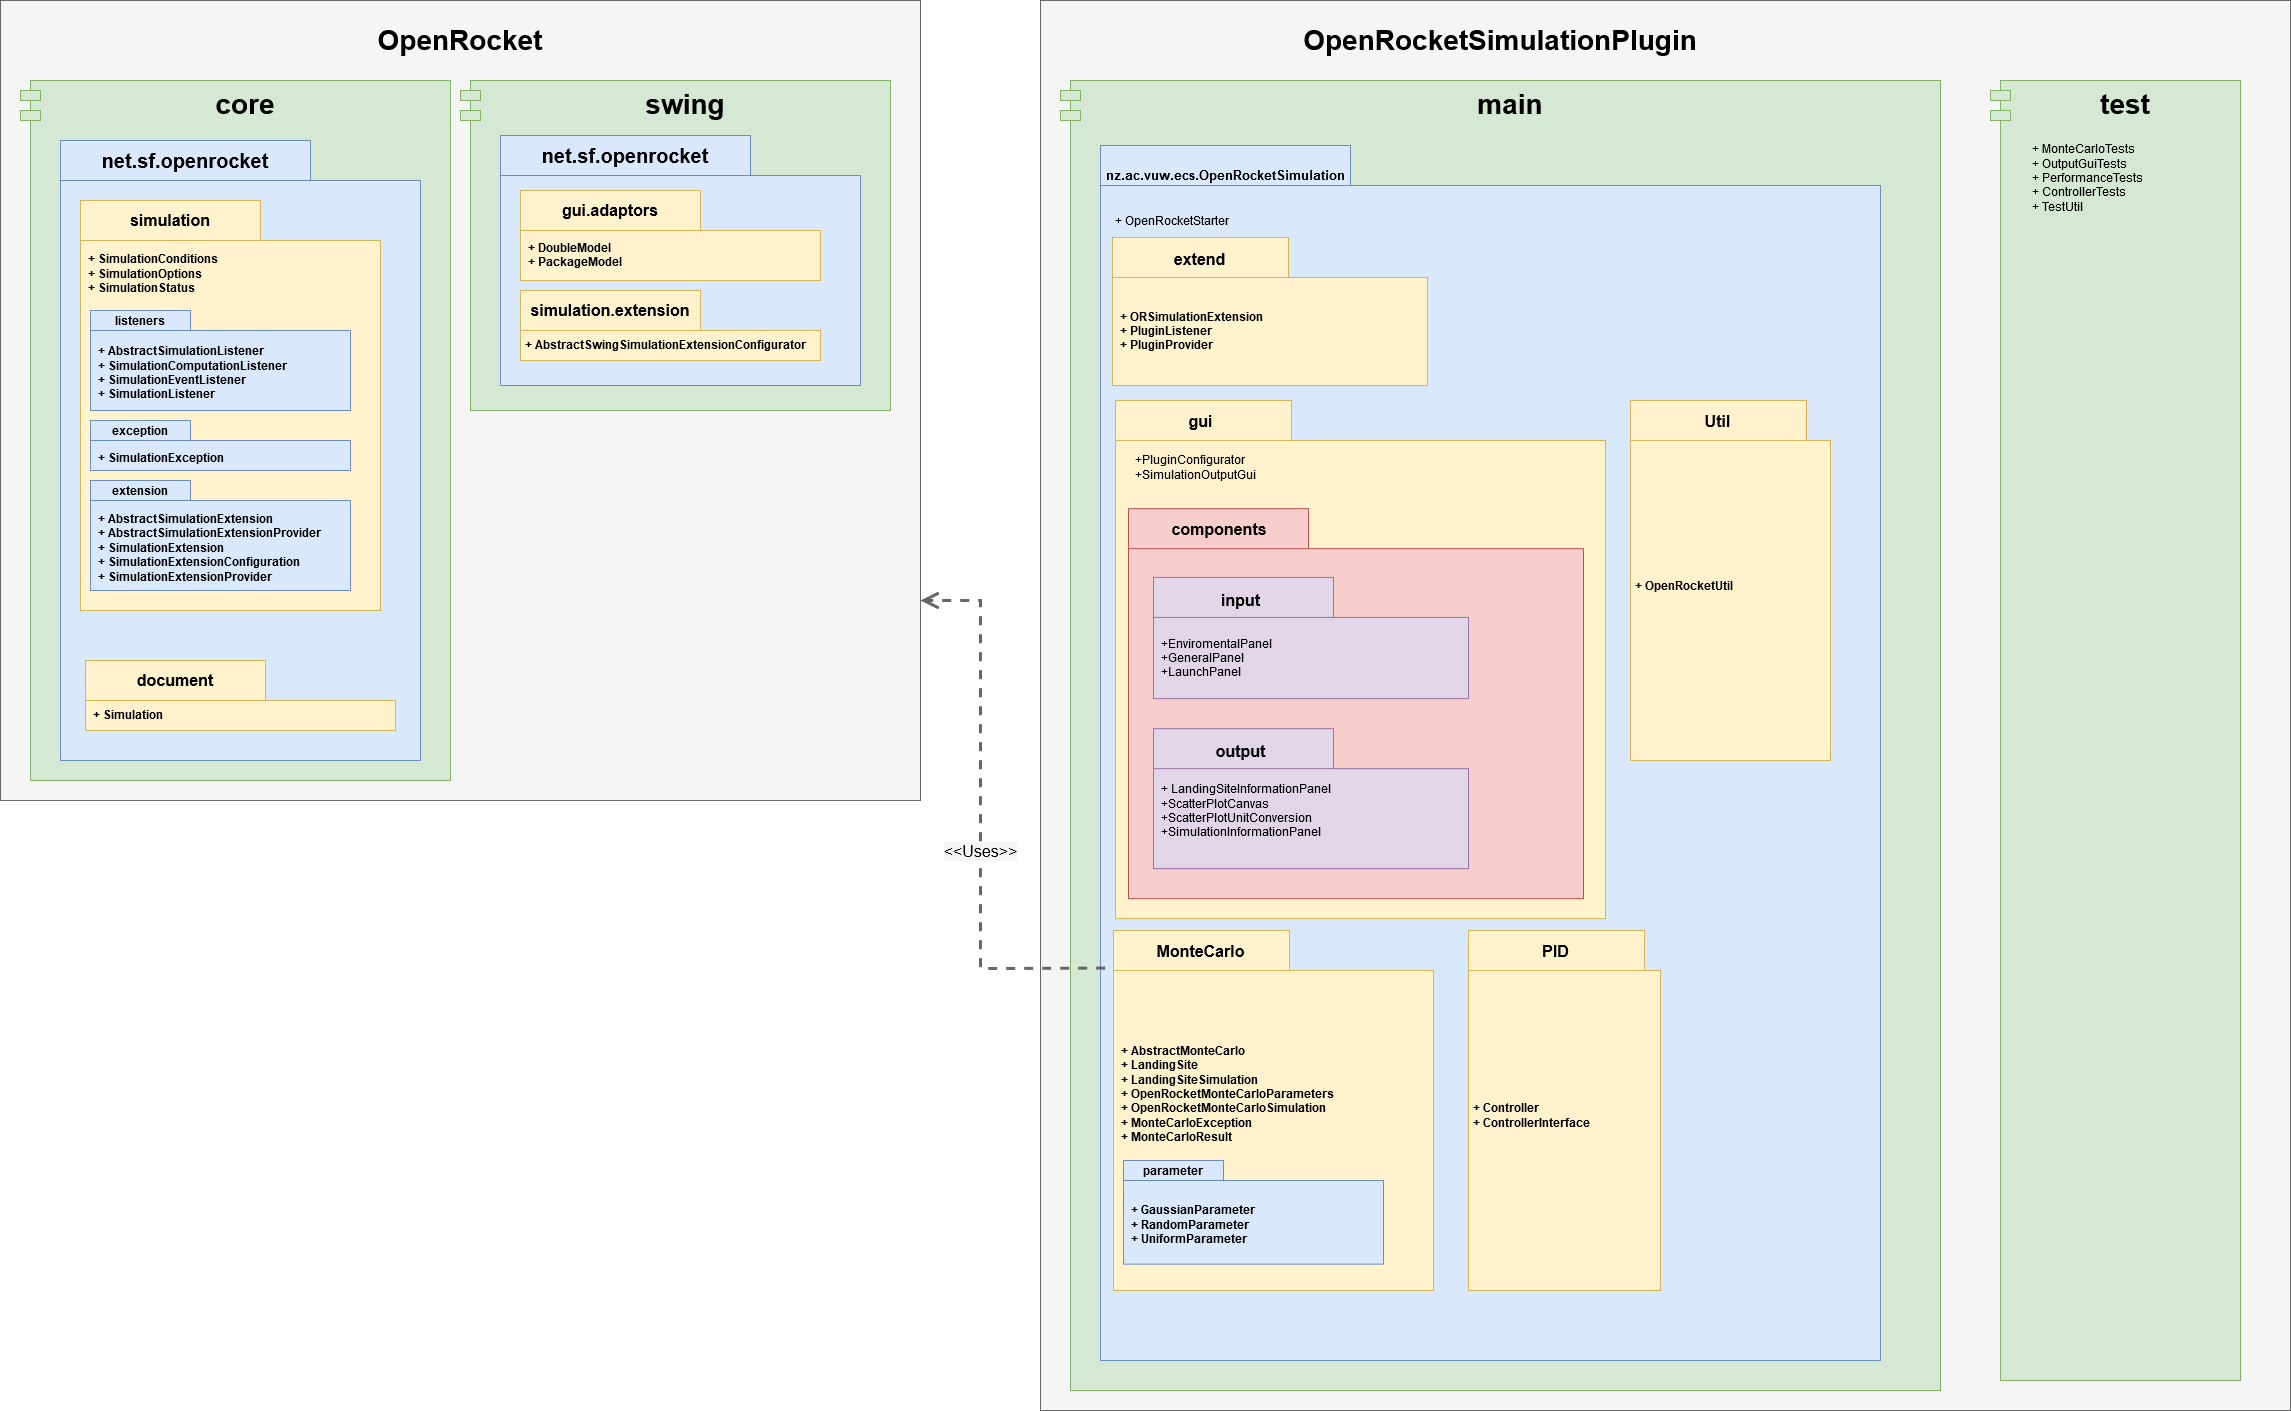 OpenRocket
core
net.sf.openrocket
simulation
+ SimulationConditions
+ SimulationOptions
+ SimulationStatus
listeners
+ AbstractSimulationListener
+ SimulationComputationListener
+ SimulationEventListener
+ SimulationListener
exception
+ SimulationException
extension
+ AbstractSimulationExtension
+ AbstractSimulationExtensionProvider
+ SimulationExtension
+ SimulationExtensionConfiguration
+ SimulationExtensionProvider
document
+ Simulation
swing
net.sf.openrocket
gui.adaptors
+ DoubleModel
+ PackageModel
simulation.extension
+ AbstractSwingSimulationExtensionConfigurator
<<Uses>>
OpenRocketSimulationPlugin
main
nz.ac.vuw.ecs.OpenRocketSimulation
+ OpenRocketStarter
extend
+ ORSimulationExtension
+ PluginListener
+ PluginProvider
gui
+PluginConfigurator
+SimulationOutputGui
components
input
+EnviromentalPanel
+GeneralPanel
+LaunchPanel
output
+ LandingSiteInformationPanel
+ScatterPlotCanvas
+ScatterPlotUnitConversion
+SimulationInformationPanel
Util
+ OpenRocketUtil
MonteCarlo
+ AbstractMonteCarlo
+ LandingSite
+ LandingSiteSimulation
+ OpenRocketMonteCarloParameters
+ OpenRocketMonteCarloSimulation
+ MonteCarloException
+ MonteCarloResult
parameter
+ GaussianParameter
+ RandomParameter
+ UniformParameter
PID
+ Controller
+ ControllerInterface
test
+ MonteCarloTests
+ OutputGuiTests
+ PerformanceTests
+ ControllerTests
+ TestUtil